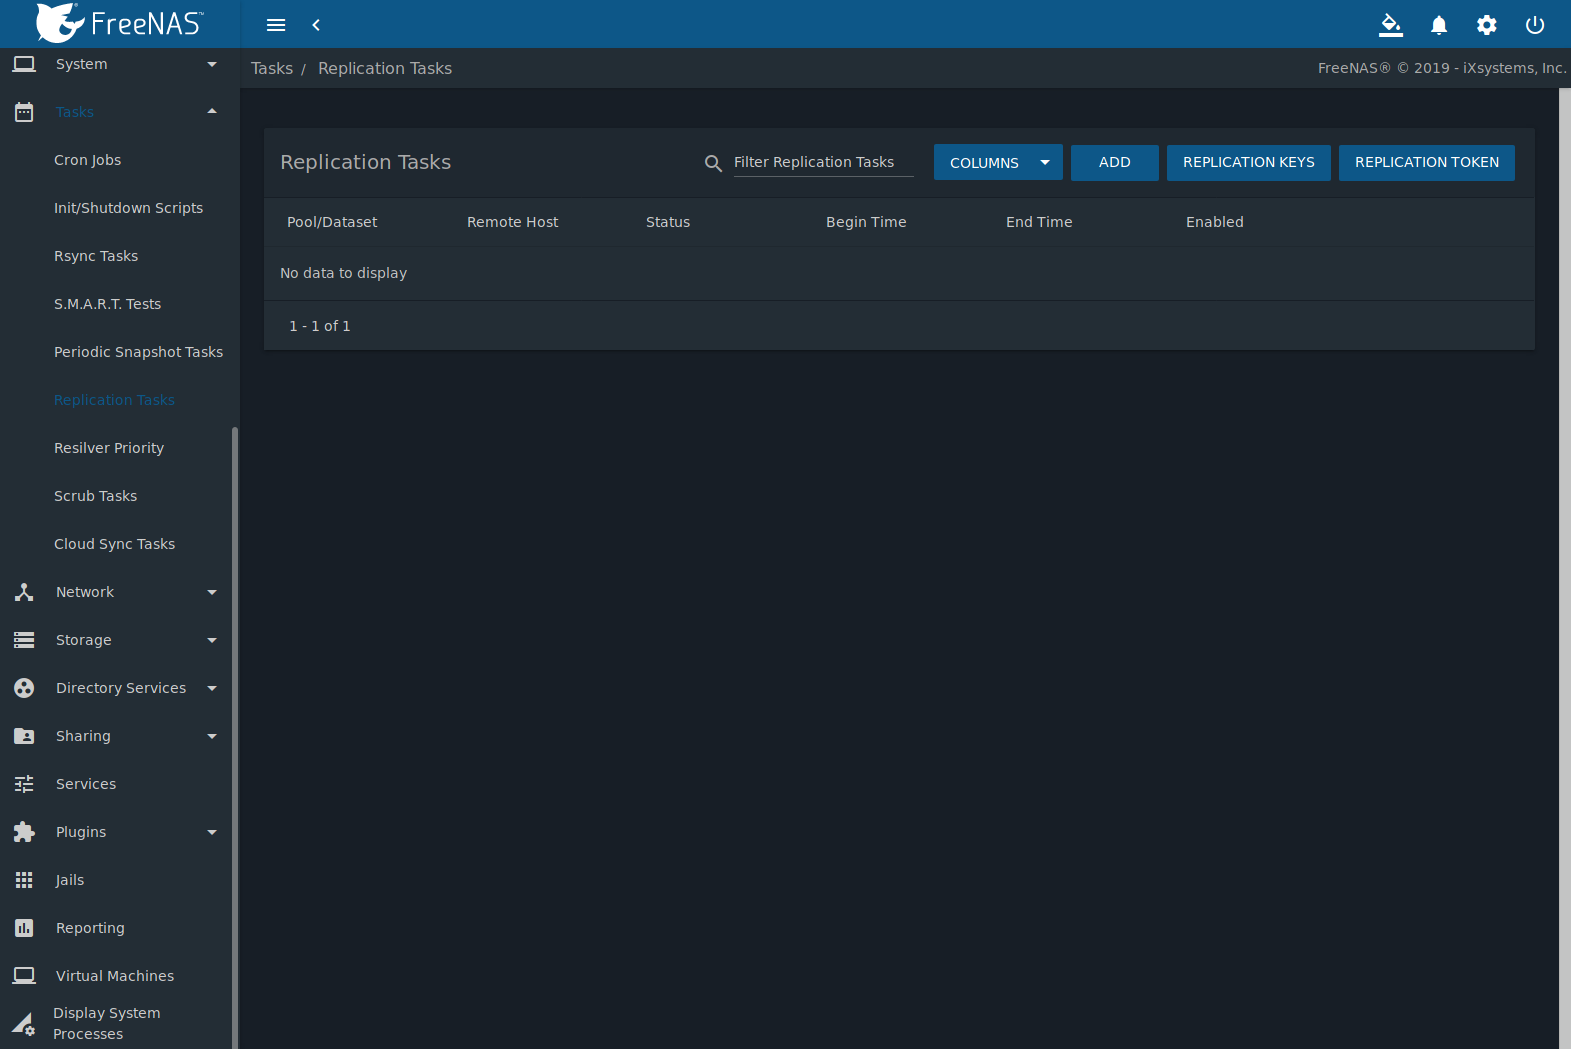 FreeNAS™
System
Tasks
Cron Jobs
Init/Shutdown Scripts
Rsync Tasks
S.M.A.R.T. Tests
Periodic Snapshot Tasks
Replication Tasks
Resilver Priority
Scrub Tasks
Cloud Sync Tasks
Network
Storage
Directory Services
Sharing
Services
Plugins
Jails
Reporting
Virtual Machines
Display System
Processes
Tasks / Replication Tasks
FreeNAS® © 2019 - iXsystems, Inc.
Replication Tasks
Filter Replication Tasks
COLUMNS
ADD
REPLICATION KEYS
REPLICATION TOKEN
Pool/Dataset Remote Host Status Begin Time End Time Enabled
No data to display
1 - 1 of 1